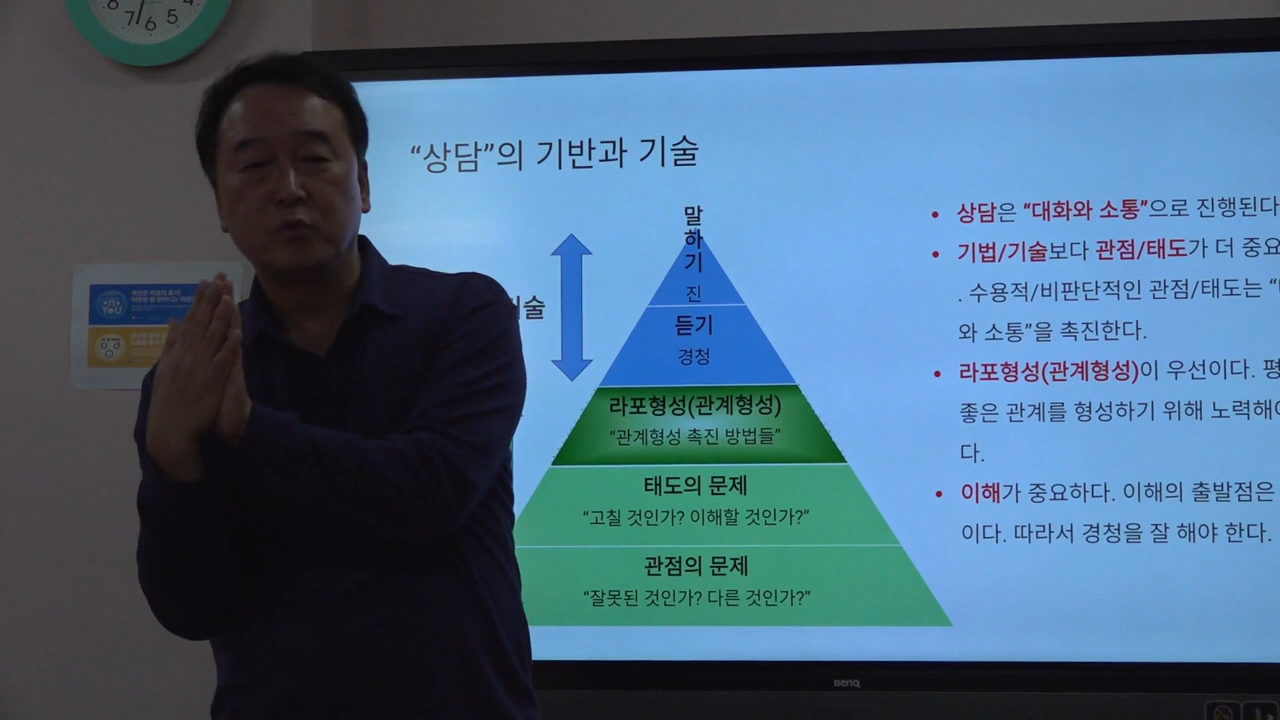 4
7 6 5
“상담”의 기반과 기술
말
하
기
진
듣기
경청
기술
라포형성(관계형성)
“관계형성 촉진 방법들”
태도의 문제
“고칠 것인가? 이해할 것인가?”
관점의 문제
“잘못된 것인가? 다른 것인가?”
• 상담은 “대화와 소통”으로 진행된다
• 기법/기술보다 관점/태도가 더 중요
. 수용적/비판단적인 관점/태도는 “
와 소통”을 촉진한다.
• 라포형성(관계형성)이 우선이다. 평
좋은 관계를 형성하기 위해 노력해야
다.
• 이해가 중요하다. 이해의 출발점은
이다. 따라서 경청을 잘 해야 한다.
YOU
BenQ